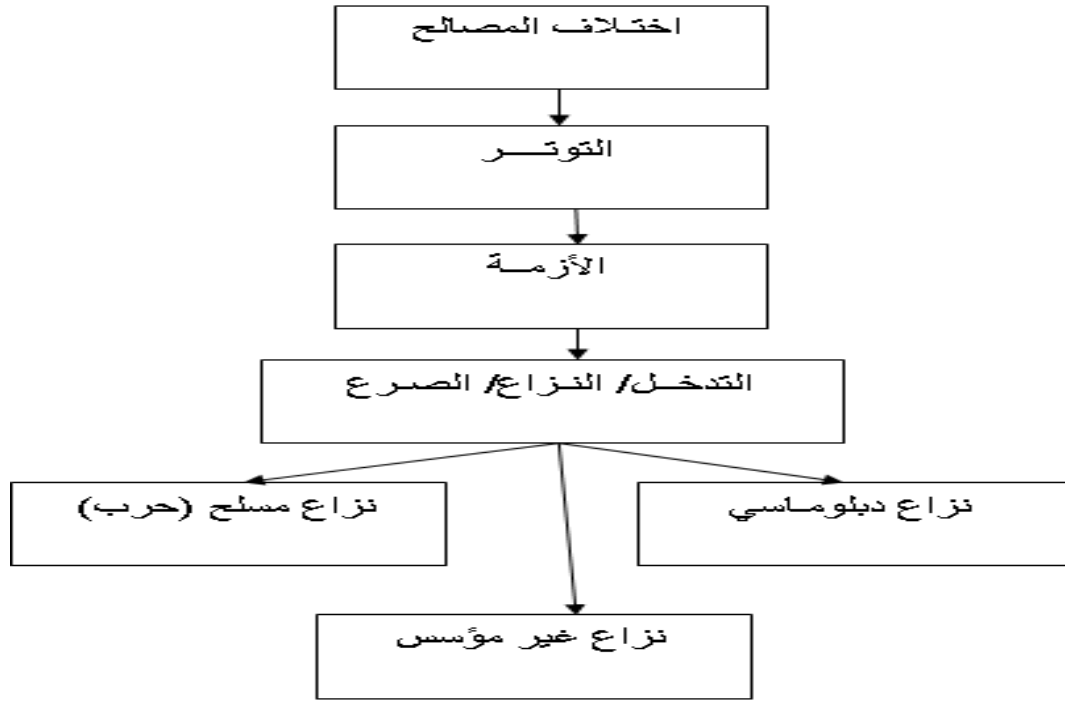 اختلاف المصالح
التوتر
الأزمة
التدخل/ النزاع/ الصرع
نزاع دبلوماسي
نزاع مسلح (حرب)
نزاع غير مؤسس